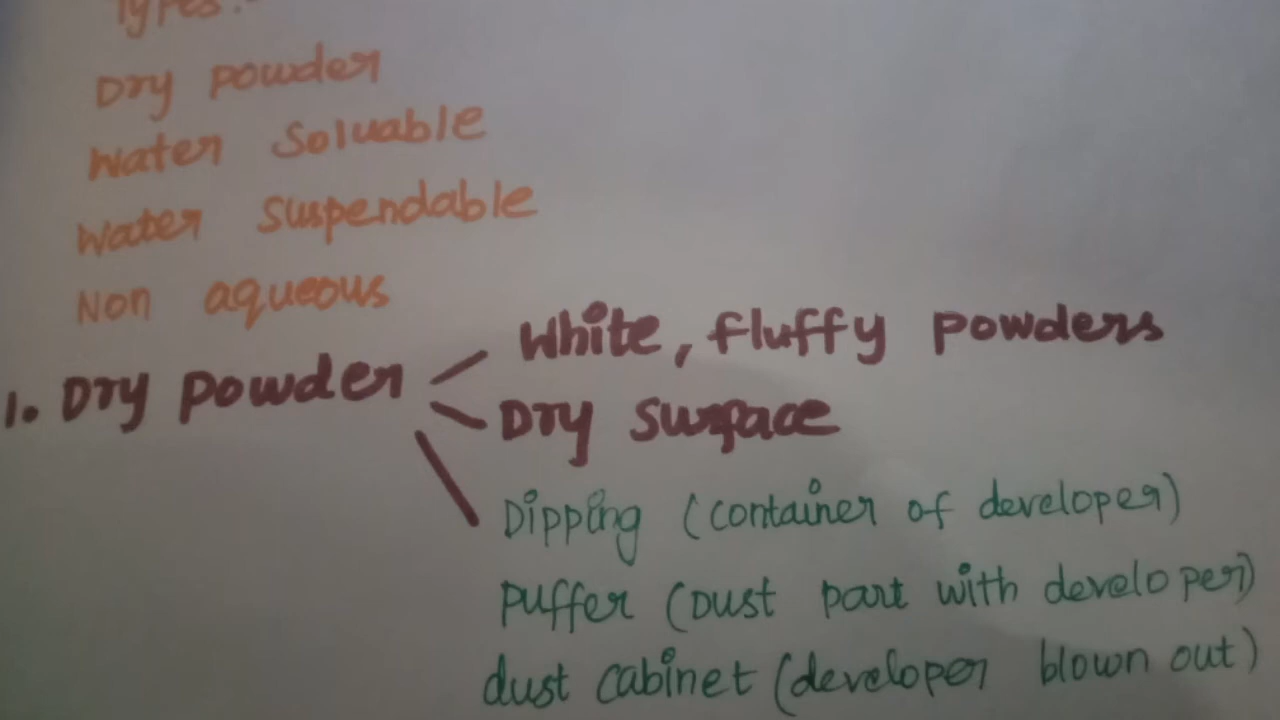 Types:-
Dry powder
Water Soluable
Water Suspendable
Non aqueous
White, fluffy powders
1. Dry powder
Dry surface
Dipping (container of developer)
puffer (Dust part with developer)
dust cabinet (developer blown out)